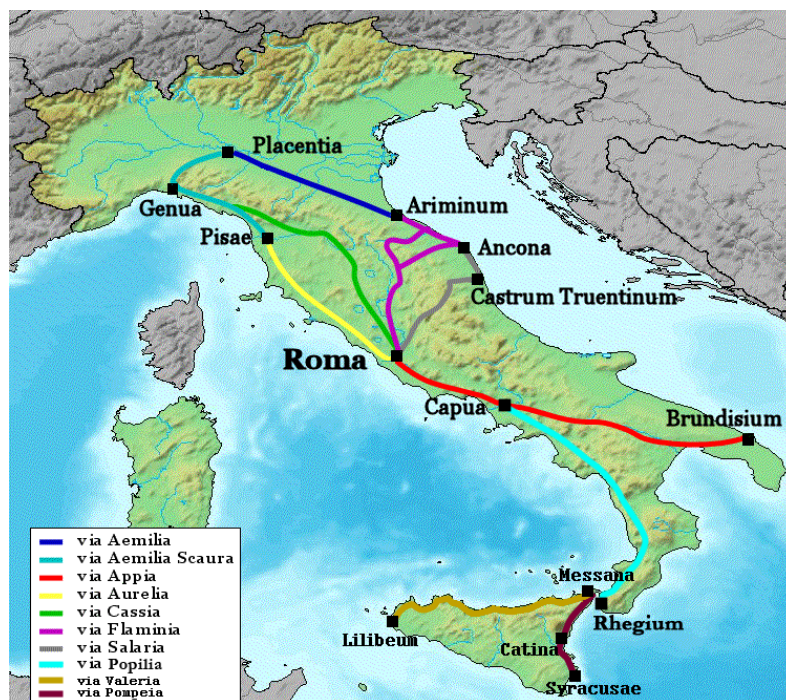 Placentia
Genua
Ariminum
Pisae
Ancona
Castrum Truentinum
Roma
Capua
Brundisium
via Aemilia
via Aemilia Scaura
via Appia
via Aurelia
via Cassia
via Flaminia
via Salaria
via Popilia
via Valeria
via Pompeia
Messana
Rhegium
Lilibeum
Catina
Syracusae